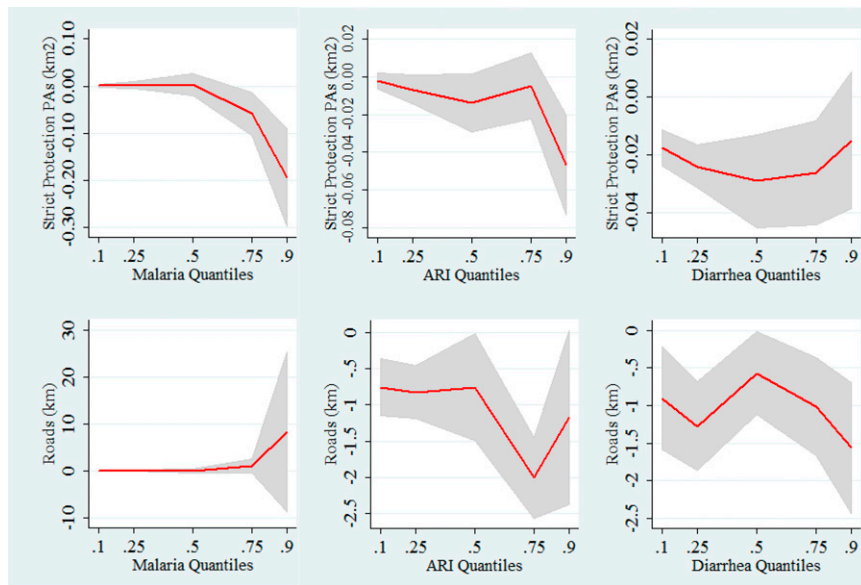 Strict Protection PAs (km2)
0.10
0.00
-0.10
-0.20
-0.30
.1 .25 .5 .75 .9
Malaria Quantiles
Strict Protection PAs (km2)
0.02
0.00
-0.02
-0.04
-0.06
-0.08
.1 .25 .5 .75 .9
ARI Quantiles
Strict Protection PAs (km2)
0.02
0.00
-0.02
-0.04
.1 .25 .5 .75 .9
Diarrhea Quantiles
Roads (km)
30
20
10
0
-10
.1 .25 .5 .75 .9
Malaria Quantiles
Roads (km)
0
-.5
-1
-1.5
-2
-2.5
.1 .25 .5 .75 .9
ARI Quantiles
Roads (km)
0
-.5
-1
-1.5
-2
-2.5
.1 .25 .5 .75 .9
Diarrhea Quantiles